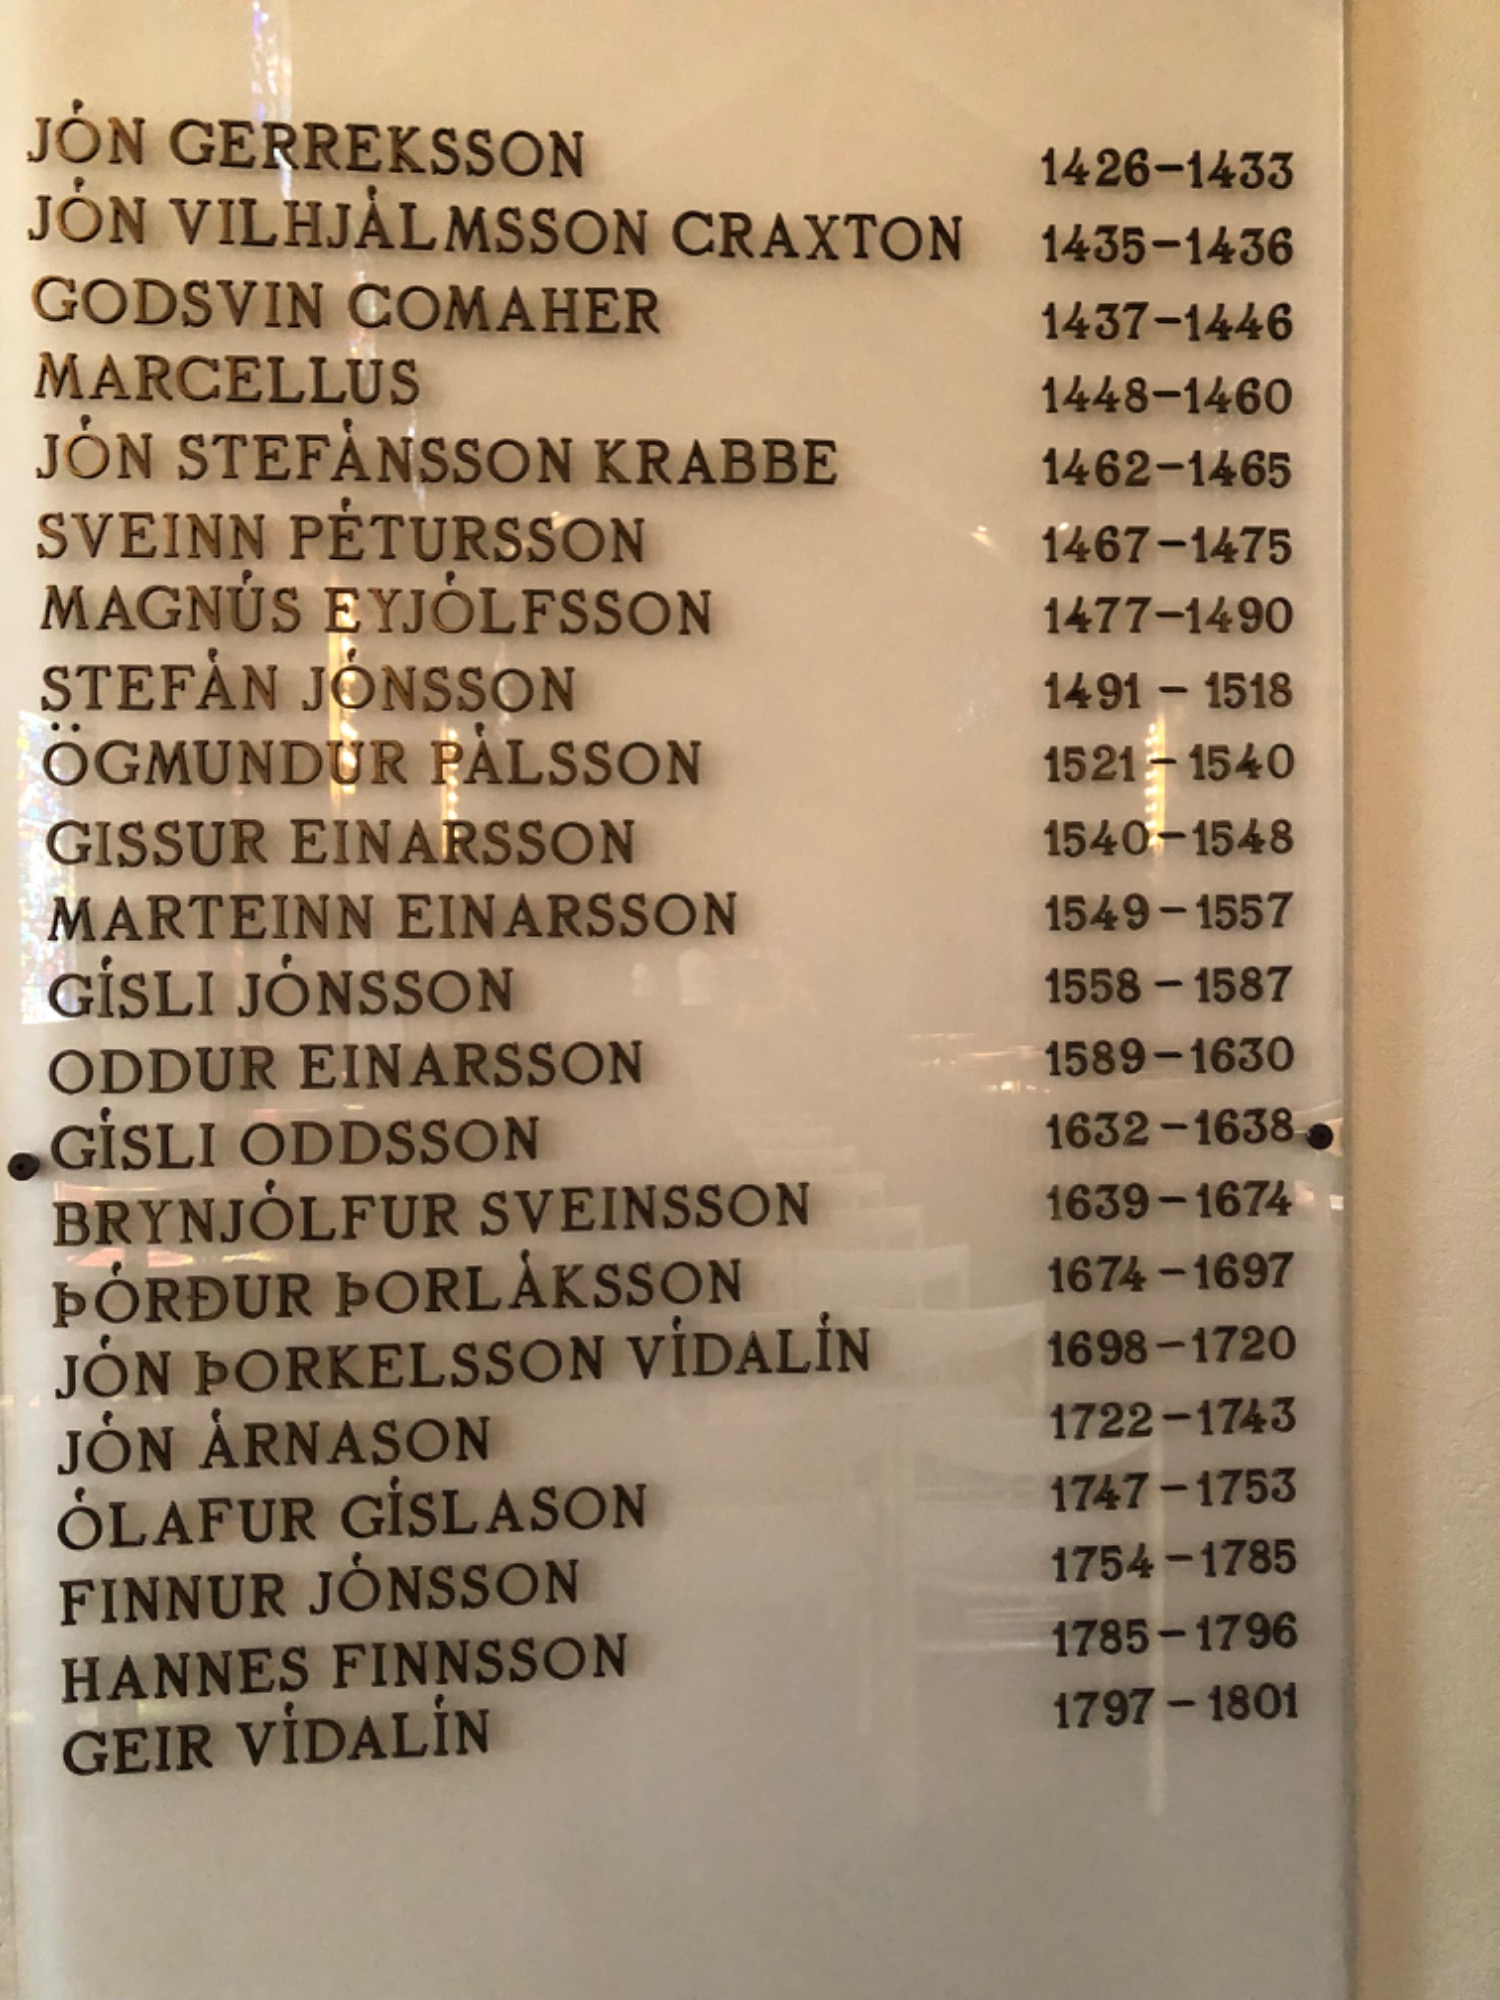 JÓN GERREKSSON 1426–1433
JÓN VILHJÁLMSSON CRAXTON 1435–1436
GODSVIN COMAHER 1437–1446
MARCELLUS 1448–1460
JÓN STEFÁNSSON KRABBE 1462–1465
SVEINN PÉTURSSON 1467–1475
MAGNÚS EYJÓLFSSON 1477–1490
STEFÁN JÓNSSON 1491 – 1518
ÖGMUNDUR PÁLSSON 1521 – 1540
GISSUR EINARSSON 1540–1548
MARTEINN EINARSSON 1549–1557
GÍSLI JÓNSSON 1558–1587
ODDUR EINARSSON 1589–1630
GÍSLI ODDSSON 1632–1638
BRYNJÓLFUR SVEINSSON 1639–1674
ÞÓRÐUR ÞORLÁKSSON 1674–1697
JÓN ÞORKELSSON VÍDALÍN 1698–1720
JÓN ÁRNASON 1722–1743
ÓLAFUR GÍSLASON 1747–1753
FINNUR JÓNSSON 1754–1785
HANNES FINNSSON 1785–1796
GEIR VÍDALÍN 1797–1801